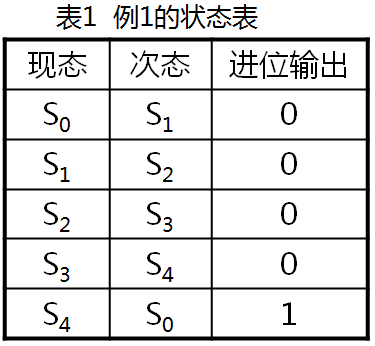 表1 例1的状态表
现态 次态 进位输出
S0 S1 0
S1 S2 0
S2 S3 0
S3 S4 0
S4 S0 1